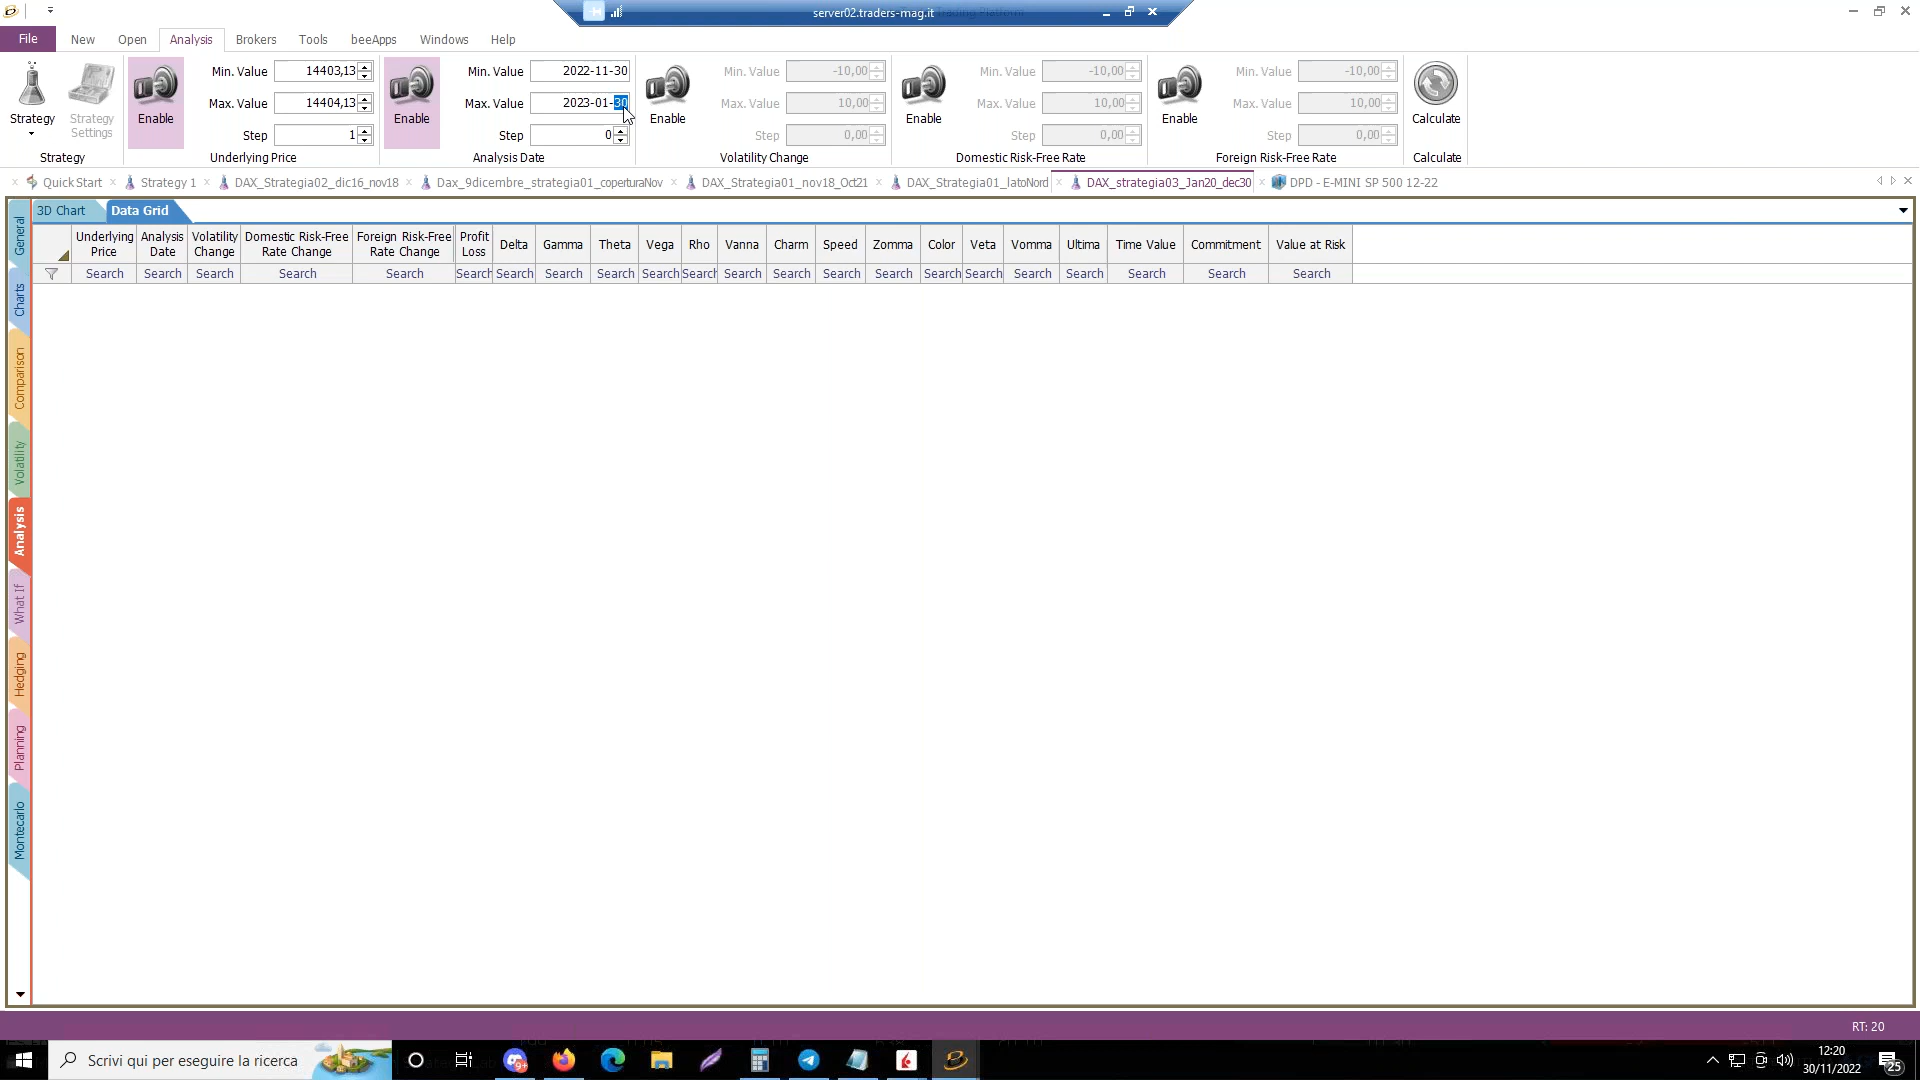 server02.traders-mag.it
File New Open Analysis Brokers Tools beeApps Windows Help
Min. Value 14403,13 Min. Value 2022-11-30 Min. Value -10,00 Min. Value -10,00 Min. Value -10,00
Max. Value 14404,13 Max. Value 2023-01-30 Max. Value 10,00 Max. Value 10,00 Max. Value 10,00
Strategy Strategy Settings Enable Enable Enable Enable Enable Calculate
Step 1 Step 0 Step 0,00 Step 0,00 Step 0,00
Strategy Underlying Price Analysis Date Volatility Change Domestic Risk-Free Rate Foreign Risk-Free Rate Calculate
Quick Start Strategy 1 DAX_Strategia02_dic16_nov18 Dax_9dicembre_strategia01_coperturaNov DAX_Strategia01_nov18_Oct21 DAX_Strategia01_latoNord DAX_strategia03_Jan20_dec30 DPD - E-MINI SP 500 12-22
3D Chart Data Grid
Underlying Price Analysis Date Volatility Change Domestic Risk-Free Rate Change Foreign Risk-Free Rate Change Profit Loss Delta Gamma Theta Vega Rho Vanna Charm Speed Zomma Color Veta Vomma Ultima Time Value Commitment Value at Risk
Search Search Search Search Search Search Search Search Search Search Search Search Search Search Search Search Search Search Search Search Search Search
General
Charts
Comparison
Volatility
Analysis
What If
Hedging
Planning
Montecarlo
RT: 20
Scrivi qui per eseguire la ricerca
9+
12:20
30/11/2022
25